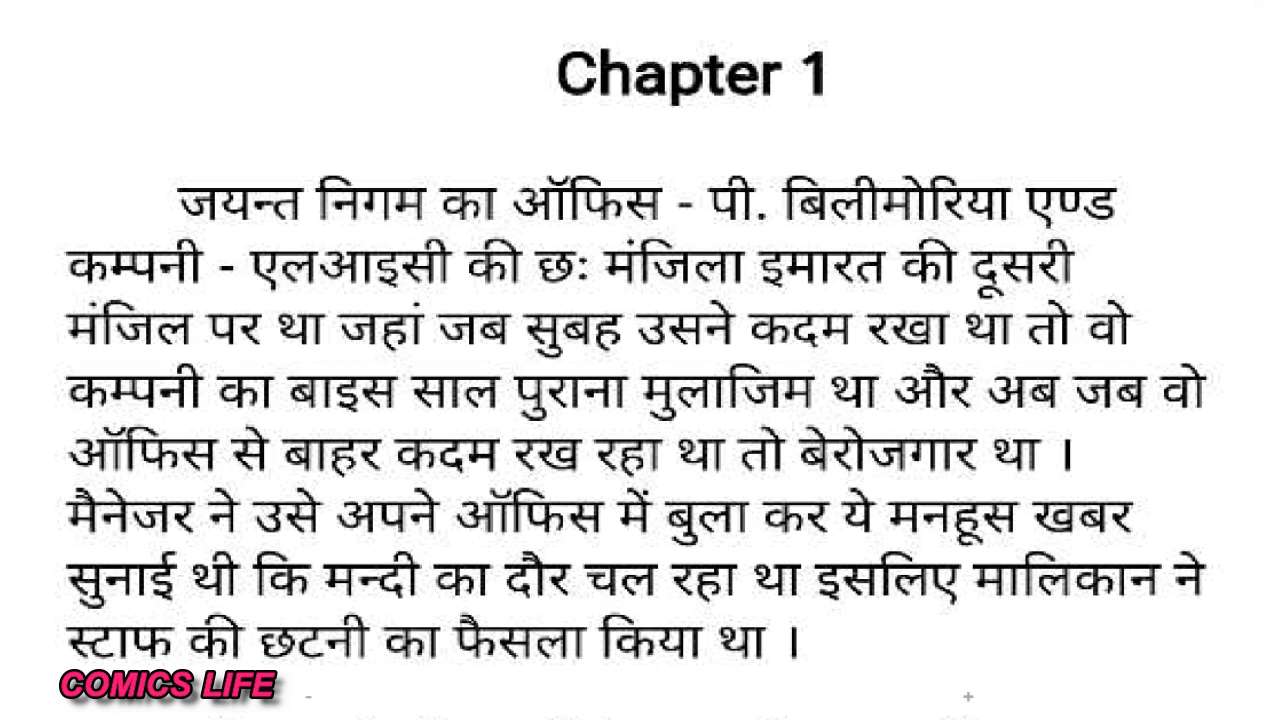 Chapter 1
जयन्त निगम का ऑफिस - पी. बिलीमोरिया एण्ड
कम्पनी - एलआइसी की छः मंजिला इमारत की दूसरी
मंजिल पर था जहां जब सुबह उसने कदम रखा था तो वो
कम्पनी का बाइस साल पुराना मुलाजिम था और अब जब वो
ऑफिस से बाहर कदम रख रहा था तो बेरोजगार था ।
मैनेजर ने उसे अपने ऑफिस में बुला कर ये मनहूस खबर
सुनाई थी कि मन्दी का दौर चल रहा था इसलिए मालिकान ने
स्टाफ की छटनी का फैसला किया था ।
COMICS LIFE - +